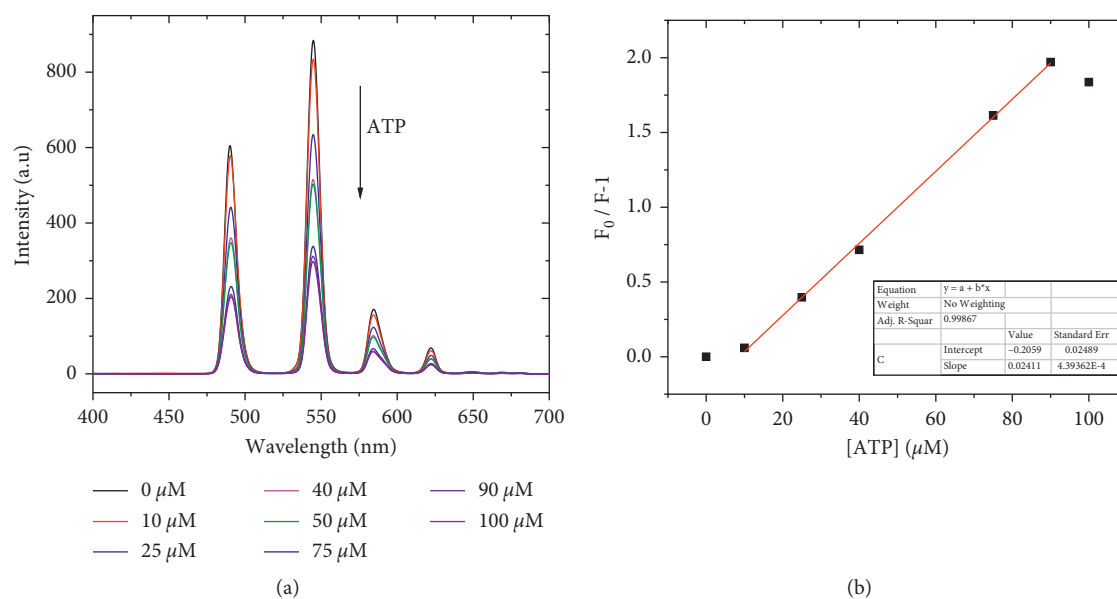 800
600
400
200
0
Intensity (a.u)
ATP
400 450 500 550 600 650 700
Wavelength (nm)
0 μM
10 μM
25 μM
40 μM
50 μM
75 μM
90 μM
100 μM
(a)
2.0
1.5
1.0
0.5
0.0
F₀ / F-1
Equation y = a + b*x
Weight No Weighting
Adj. R-Squar 0.99867
Value Standard Err
C
Intercept −0.2059 0.02489
Slope 0.02411 4.39362E-4
0 20 40 60 80 100
[ATP] (μM)
(b)